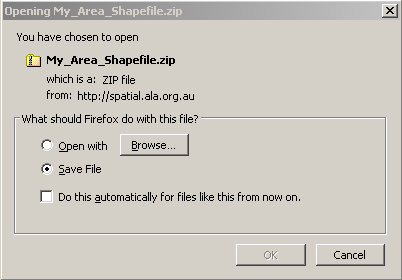 Opening My_Area_Shapefile.zip
You have chosen to open
My_Area_Shapefile.zip
which is a: ZIP file
from: http://spatial.ala.org.au
What should Firefox do with this file?
Open with Browse...
Save File
Do this automatically for files like this from now on.
OK Cancel